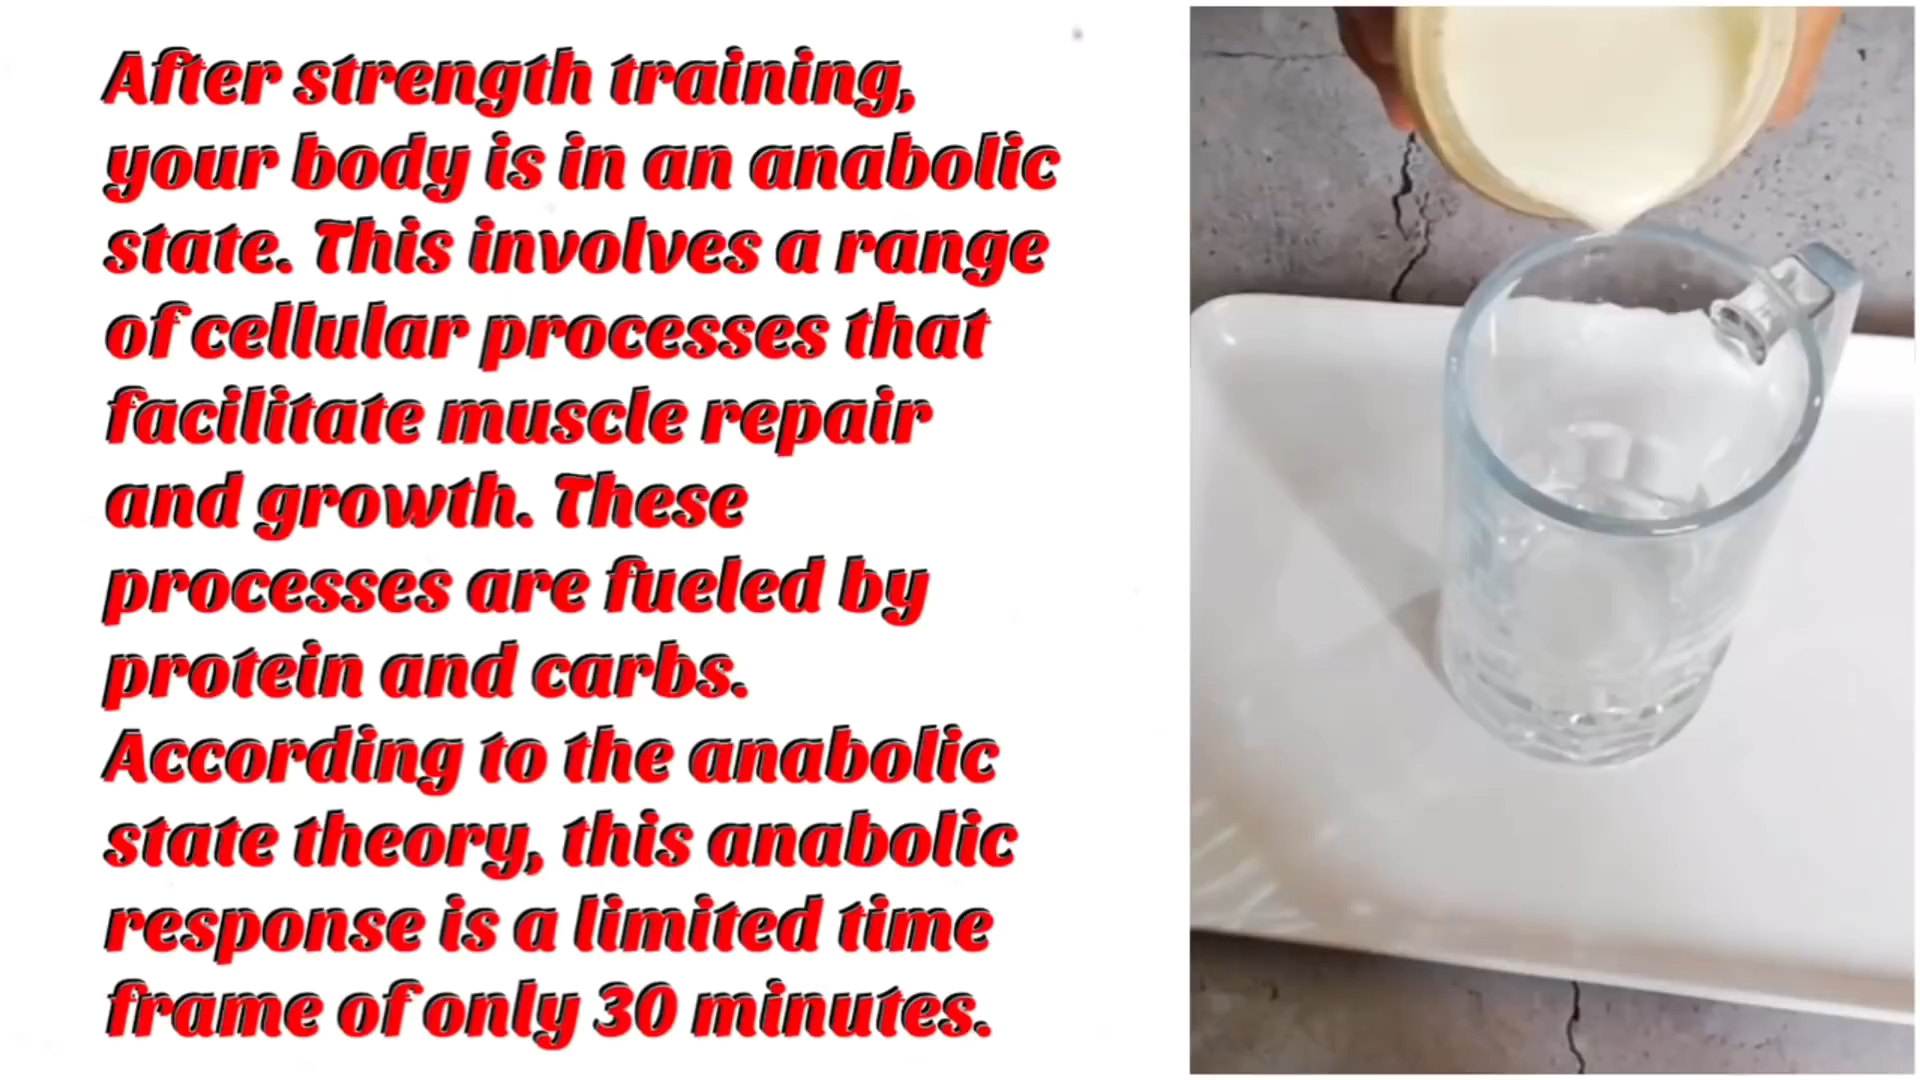 After strength training,
your body is in an anabolic
state. This involves a range
of cellular processes that
facilitate muscle repair
and growth. These
processes are fueled by
protein and carbs.
According to the anabolic
state theory, this anabolic
response is a limited time
frame of only 30 minutes.